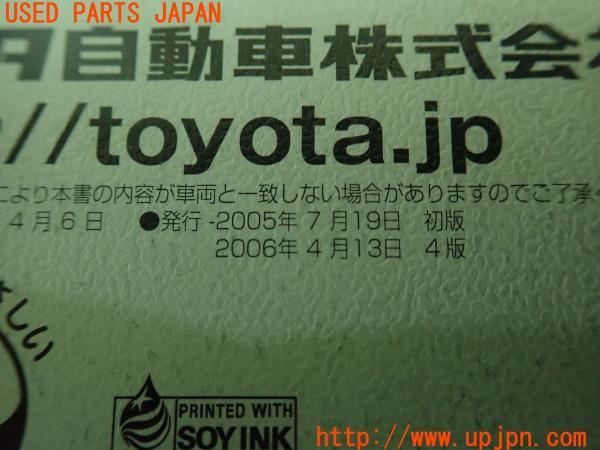 USED PARTS JAPAN
タ自動車株式会
://toyota.jp
により本書の内容が車両と一致しない場合がありますのでご了承
4月6日 ●発行-2005年 7月19日 初版
2006年 4月13日 4版
さしい
PRINTED WITH
SOY INK
http://www.upjpn.com/